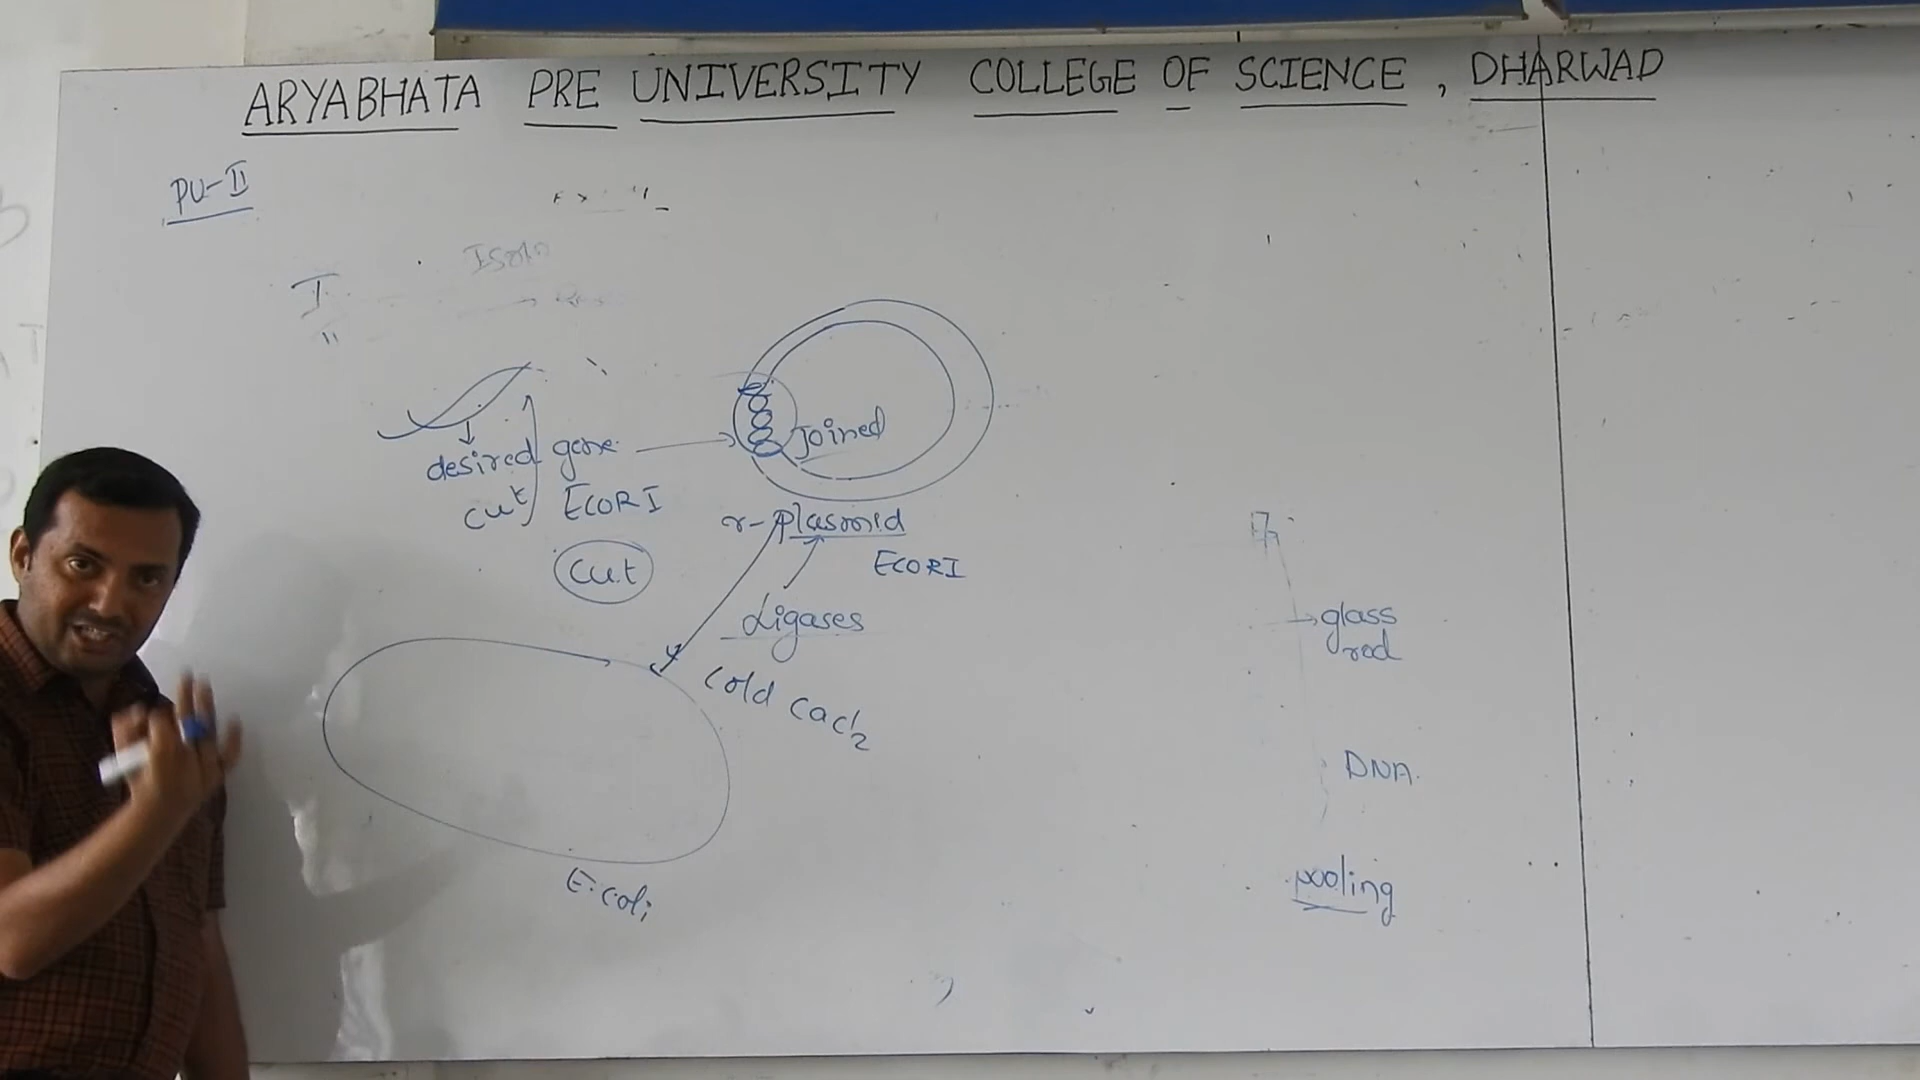 ARYABHATA PRE UNIVERSITY COLLEGE OF SCIENCE, DHARWAD
PU-II
I
desired gene
cut
ECORI
cut
Joined
r-plasmid
ECORI
Ligases
cold cacl2
E.coli
glass
rod
DNA.
pooling